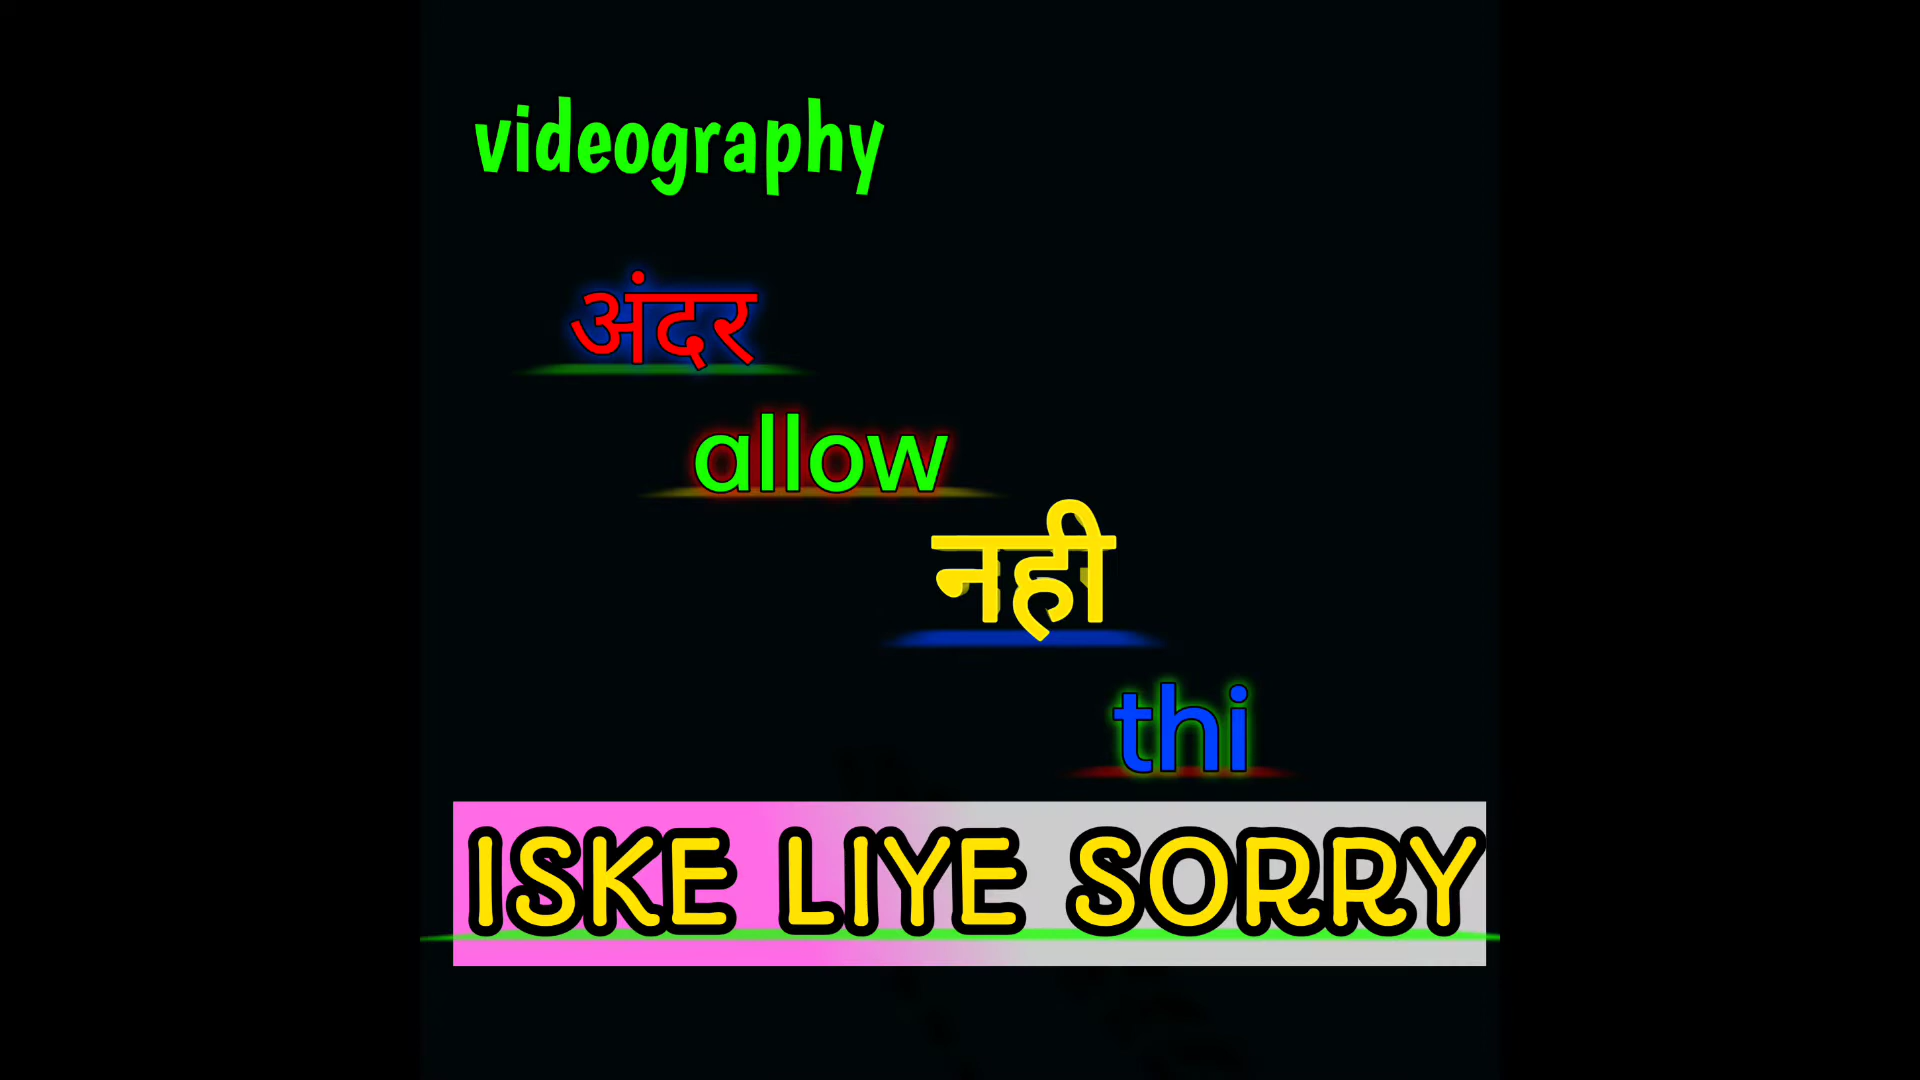 videography
अंदर
allow
नही
thi
ISKE LIYE SORRY